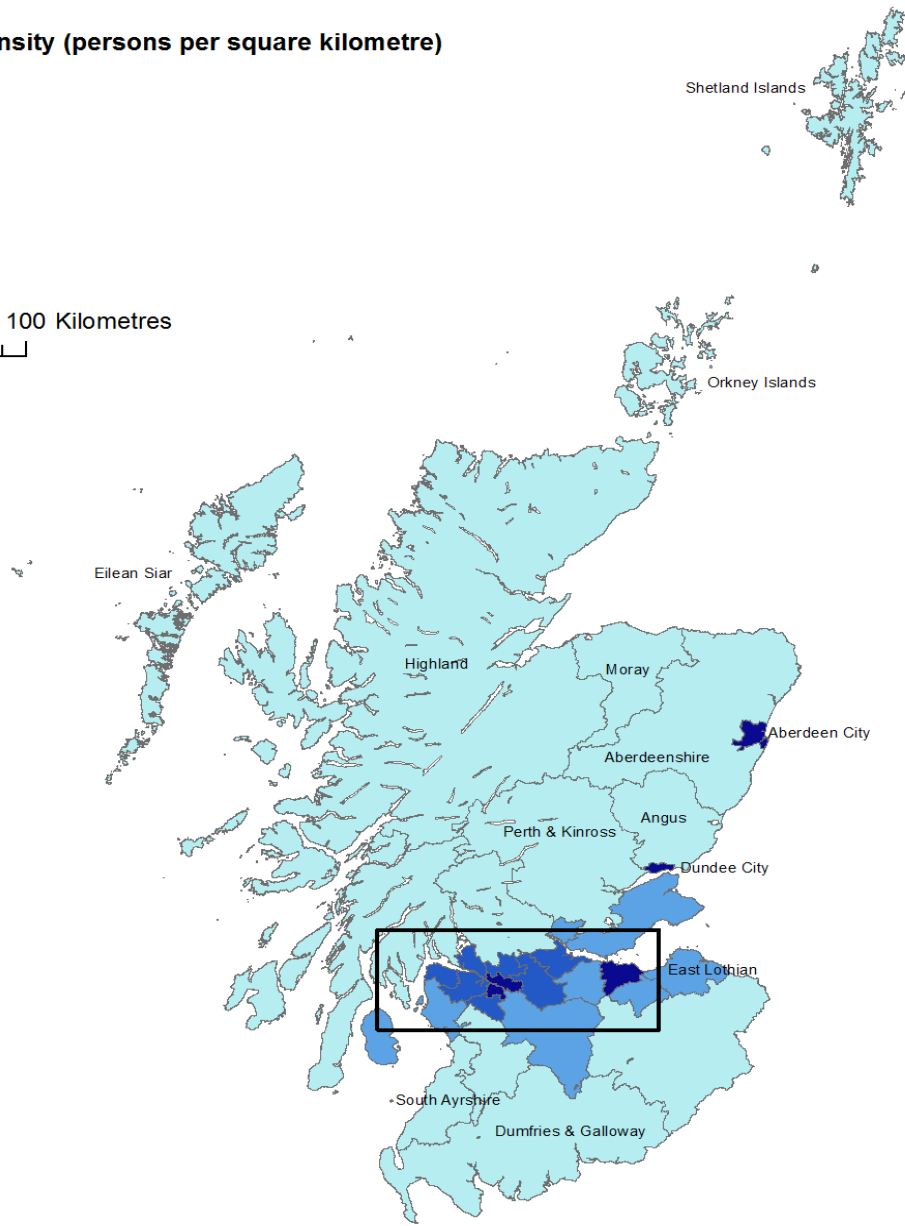 nsity (persons per square kilometre)
Shetland Islands
100 Kilometres
Orkney Islands
Eilean Siar
Highland
Moray
Aberdeen City
Aberdeenshire
Angus
Perth & Kinross
Dundee City
East Lothian
South Ayrshire
Dumfries & Galloway